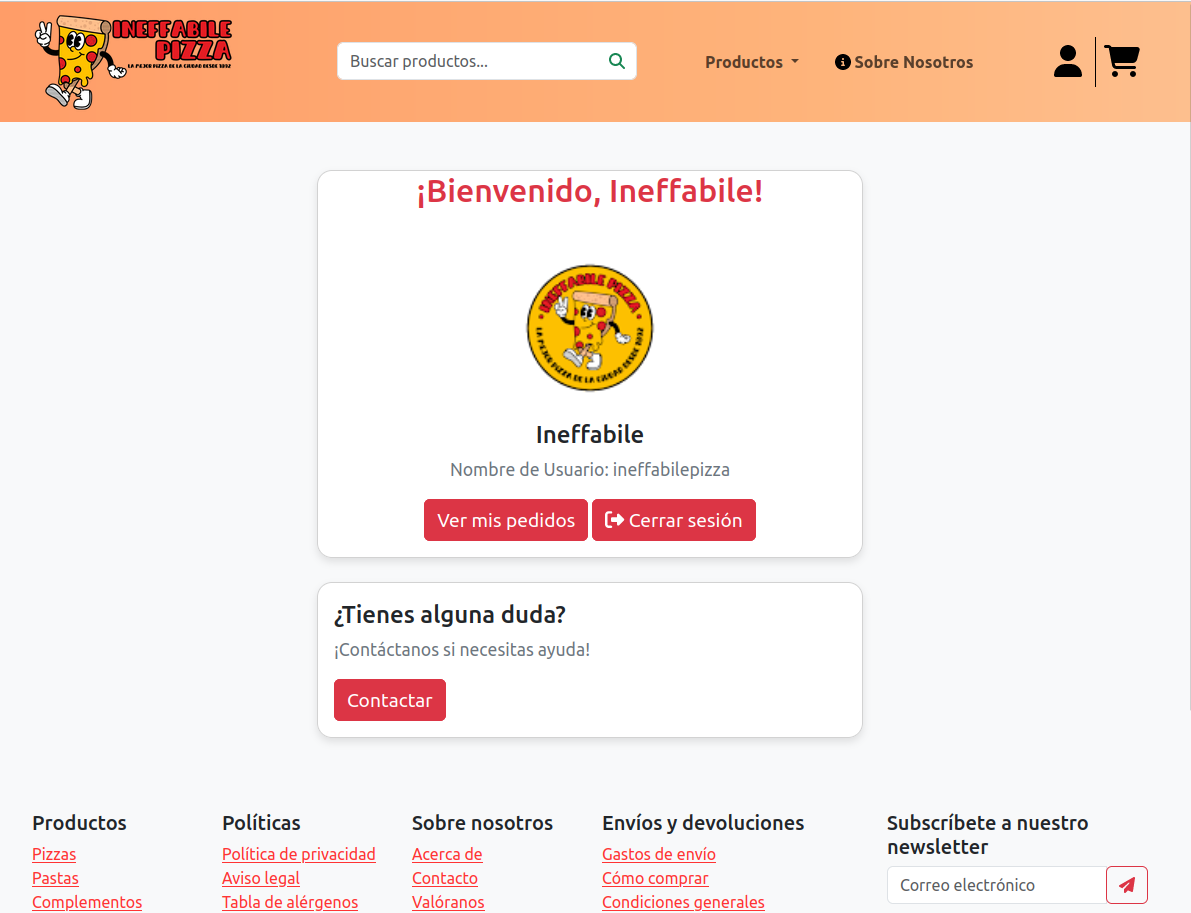 INEFFABILE
PIZZA
LA MEJOR PIZZA DE LA CIUDAD DESDE 2032
Buscar productos...
Productos
Sobre Nosotros
¡Bienvenido, Ineffabile!
INEFFABILE PIZZA
LA MEJOR PIZZA DE LA CIUDAD DESDE 2032
Ineffabile
Nombre de Usuario: ineffabilepizza
Ver mis pedidos
Cerrar sesión
¿Tienes alguna duda?
¡Contáctanos si necesitas ayuda!
Contactar
Productos
Pizzas
Pastas
Complementos
Políticas
Política de privacidad
Aviso legal
Tabla de alérgenos
Sobre nosotros
Acerca de
Contacto
Valóranos
Envíos y devoluciones
Gastos de envío
Cómo comprar
Condiciones generales
Subscríbete a nuestro
newsletter
Correo electrónico